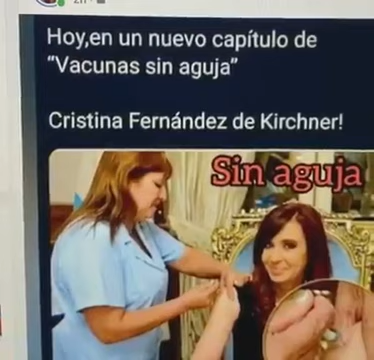 Hoy,en un nuevo capítulo de
"Vacunas sin aguja"
Cristina Fernández de Kirchner!
Sin aguja